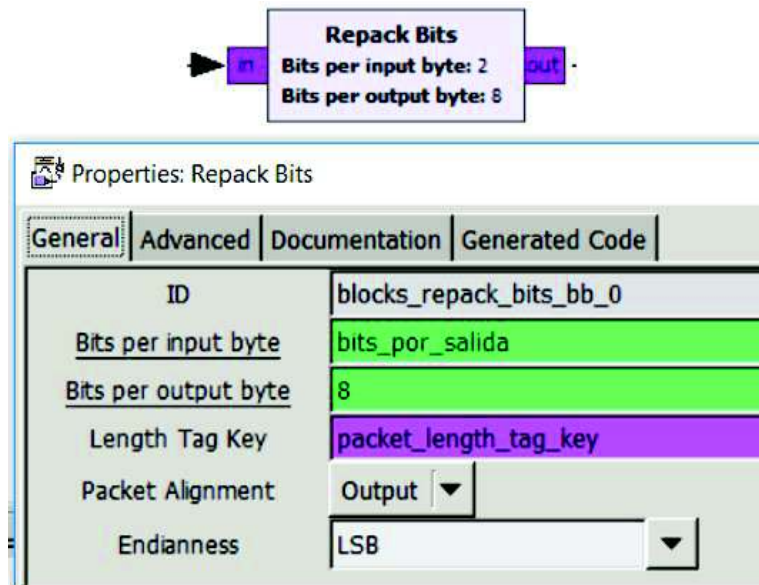 Repack Bits
in Bits per input byte: 2 out
Bits per output byte: 8
Properties: Repack Bits
General Advanced Documentation Generated Code
ID blocks_repack_bits_bb_0
Bits per input byte bits_por_salida
Bits per output byte 8
Length Tag Key packet_length_tag_key
Packet Alignment Output
Endianness LSB